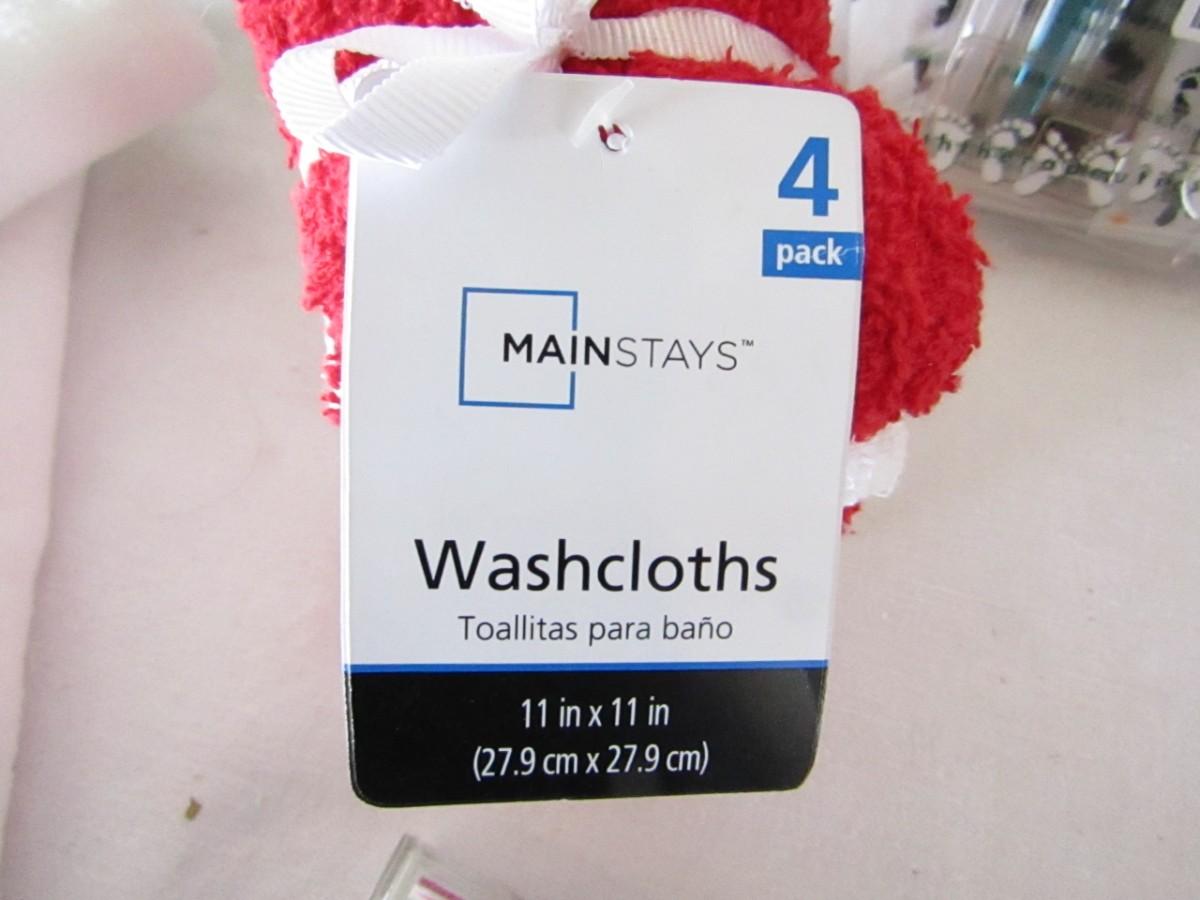 4
pack
MAINSTAYS™
Washcloths
Toallitas para baño
11 in x 11 in
(27.9 cm x 27.9 cm)